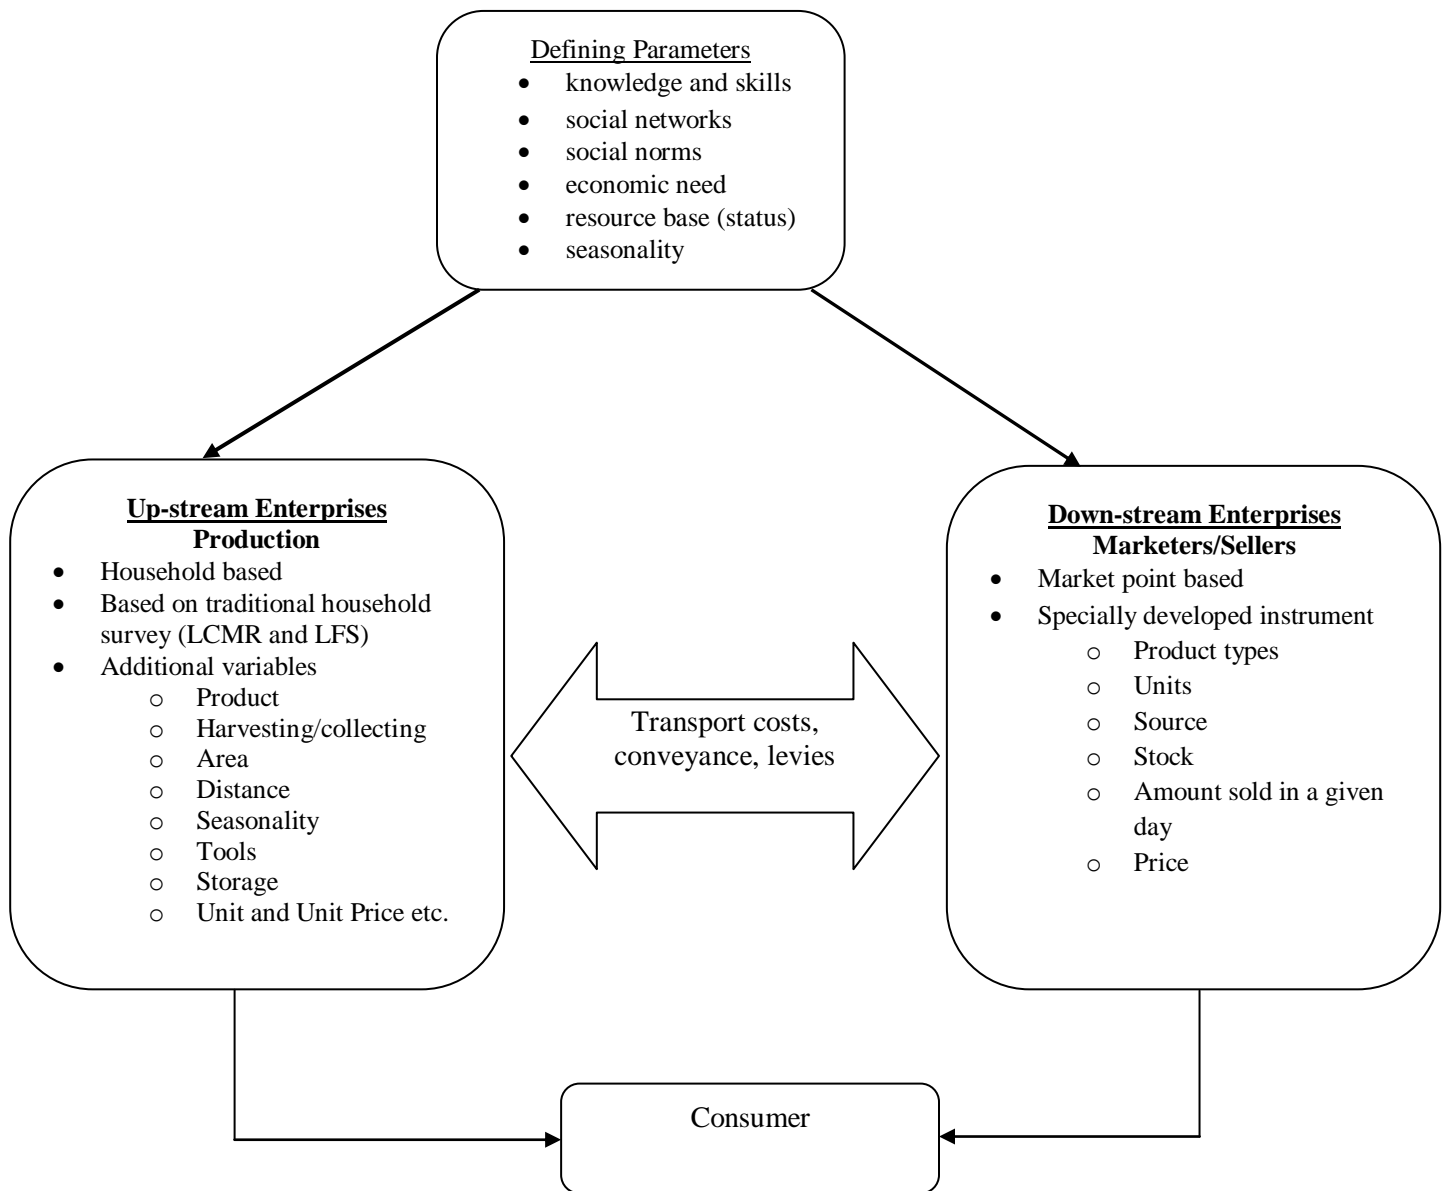 Defining Parameters
• knowledge and skills
• social networks
• social norms
• economic need
• resource base (status)
• seasonality
Up-stream Enterprises
Production
• Household based
• Based on traditional household
survey (LCMR and LFS)
• Additional variables
o Product
o Harvesting/collecting
o Area
o Distance
o Seasonality
o Tools
o Storage
o Unit and Unit Price etc.
Transport costs,
conveyance, levies
Down-stream Enterprises
Marketers/Sellers
• Market point based
• Specially developed instrument
o Product types
o Units
o Source
o Stock
o Amount sold in a given
day
o Price
Consumer